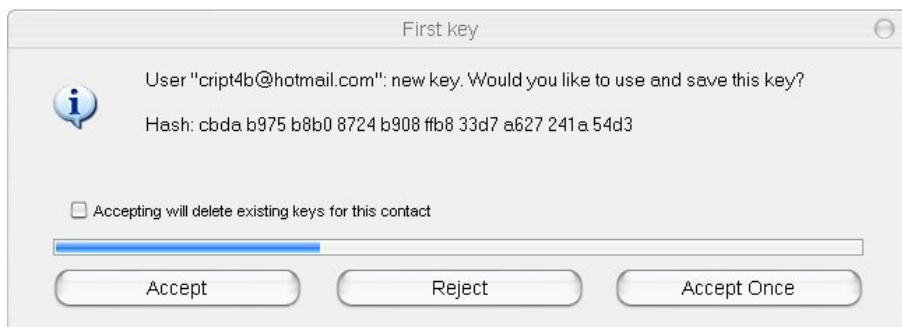 First key
User "cript4b@hotmail.com": new key. Would you like to use and save this key?
Hash: cbda b975 b8b0 8724 b908 ffb8 33d7 a627 241a 54d3
Accepting will delete existing keys for this contact
Accept
Reject
Accept Once